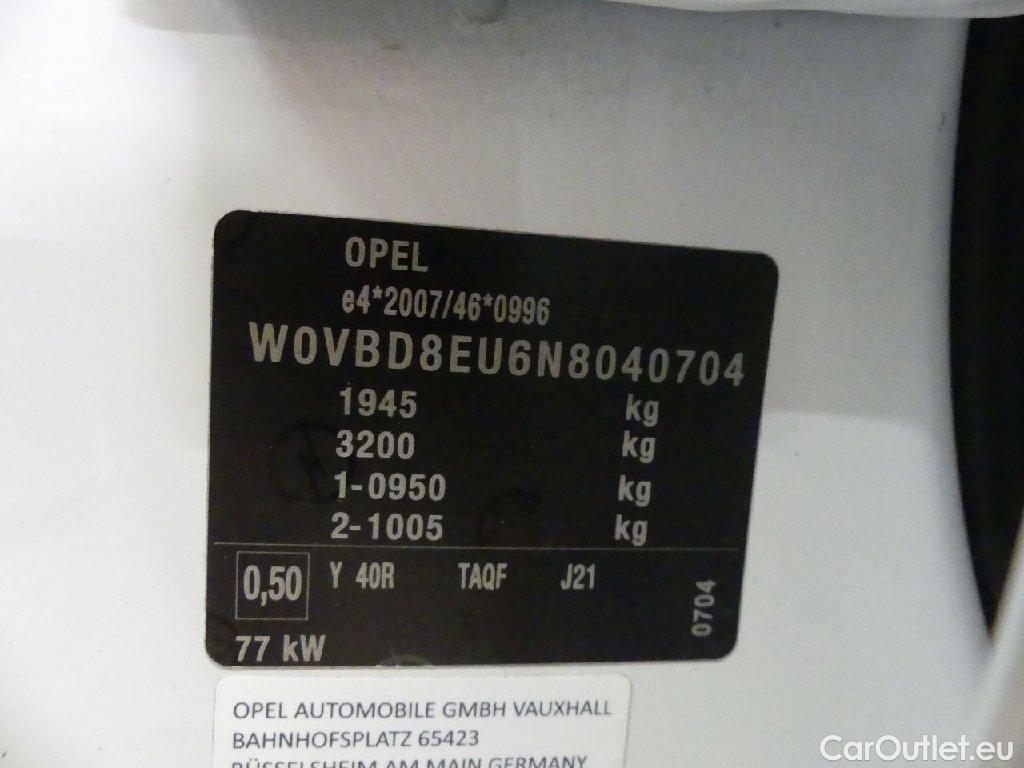 OPEL
e4*2007/46*0996
W0VBD8EU6N8040704
1945 kg
3200 kg
1-0950 kg
2-1005 kg
0,50 Y 40R TAQF J21
0704
77 kW
OPEL AUTOMOBILE GMBH VAUXHALL
BAHNHOFSPLATZ 65423
RÜSSELSHEIM AM MAIN GERMANY
CarOutlet.eu